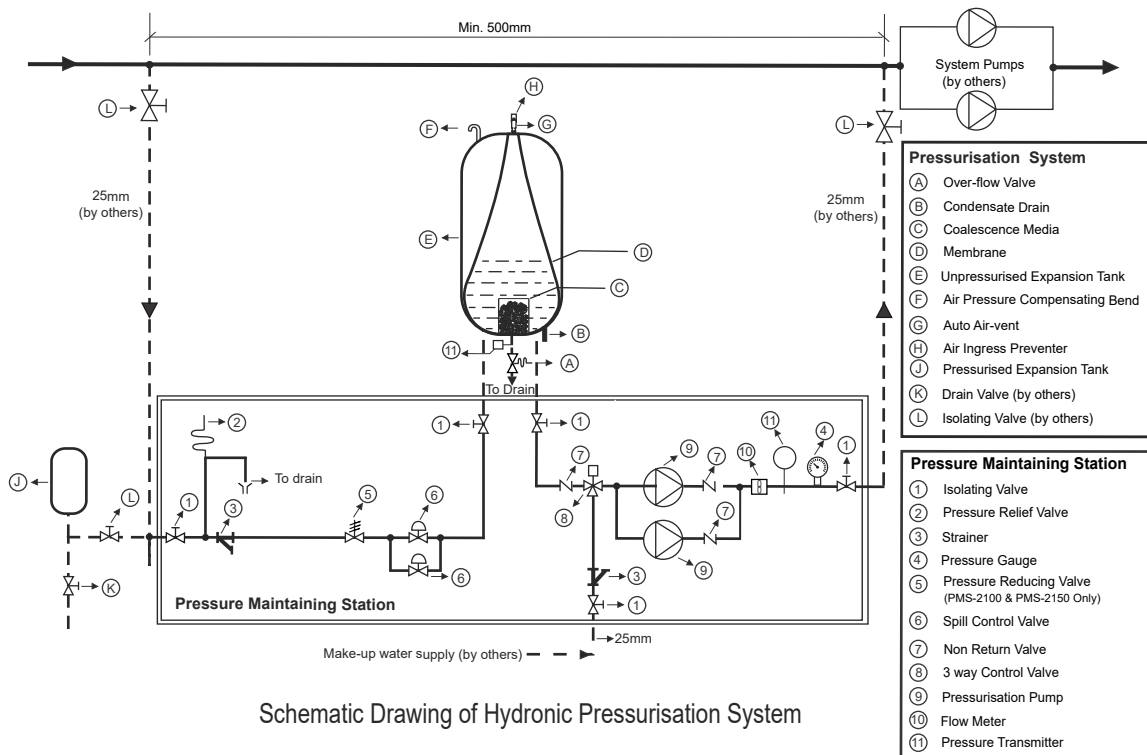 Min. 500mm
System Pumps
(by others)
L
H
G
F
L
25mm
(by others)
25mm
(by others)
E
D
C
B
11
A
To Drain
1
1
2
To drain
J
L
1
3
5
6
6
K
7
8
9
7
7
9
10
11
4
1
3
1
Pressure Maintaining Station
25mm
Make-up water supply (by others)
Schematic Drawing of Hydronic Pressurisation System
Pressurisation System
A Over-flow Valve
B Condensate Drain
C Coalescence Media
D Membrane
E Unpressurised Expansion Tank
F Air Pressure Compensating Bend
G Auto Air-vent
H Air Ingress Preventer
J Pressurised Expansion Tank
K Drain Valve (by others)
L Isolating Valve (by others)
Pressure Maintaining Station
1 Isolating Valve
2 Pressure Relief Valve
3 Strainer
4 Pressure Gauge
5 Pressure Reducing Valve
(PMS-2100 & PMS-2150 Only)
6 Spill Control Valve
7 Non Return Valve
8 3 way Control Valve
9 Pressurisation Pump
10 Flow Meter
11 Pressure Transmitter